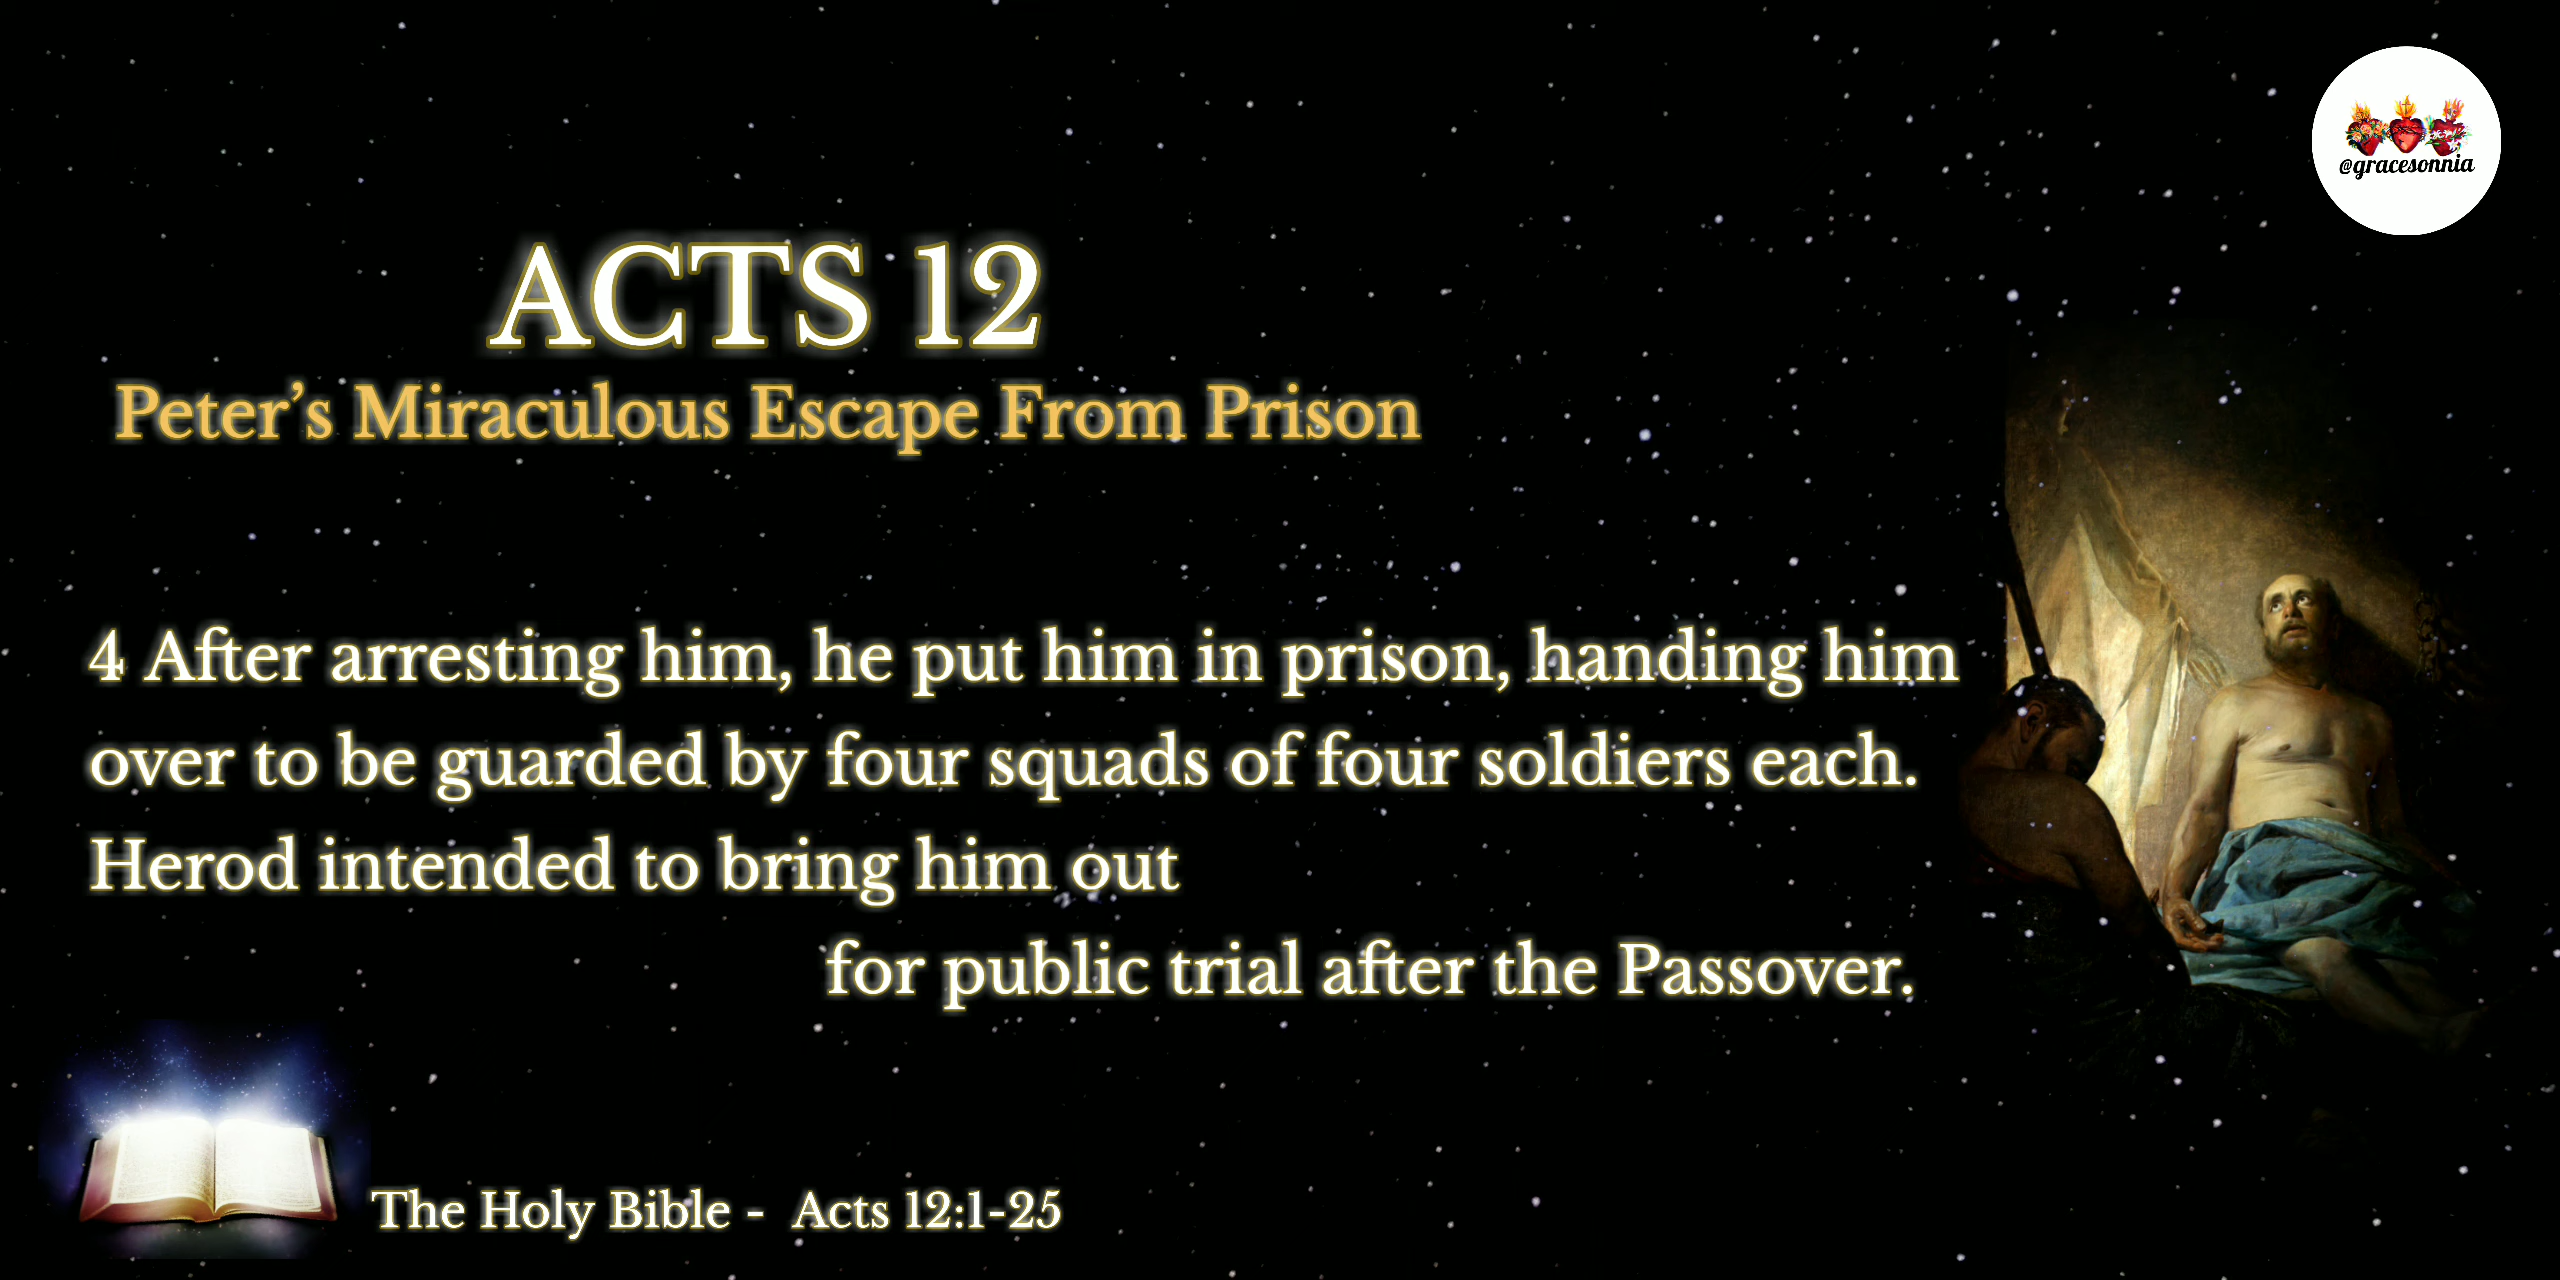 @gracesonnia
ACTS 12
Peter’s Miraculous Escape From Prison
4 After arresting him, he put him in prison, handing him
over to be guarded by four squads of four soldiers each.
Herod intended to bring him out
for public trial after the Passover.
The Holy Bible - Acts 12:1-25